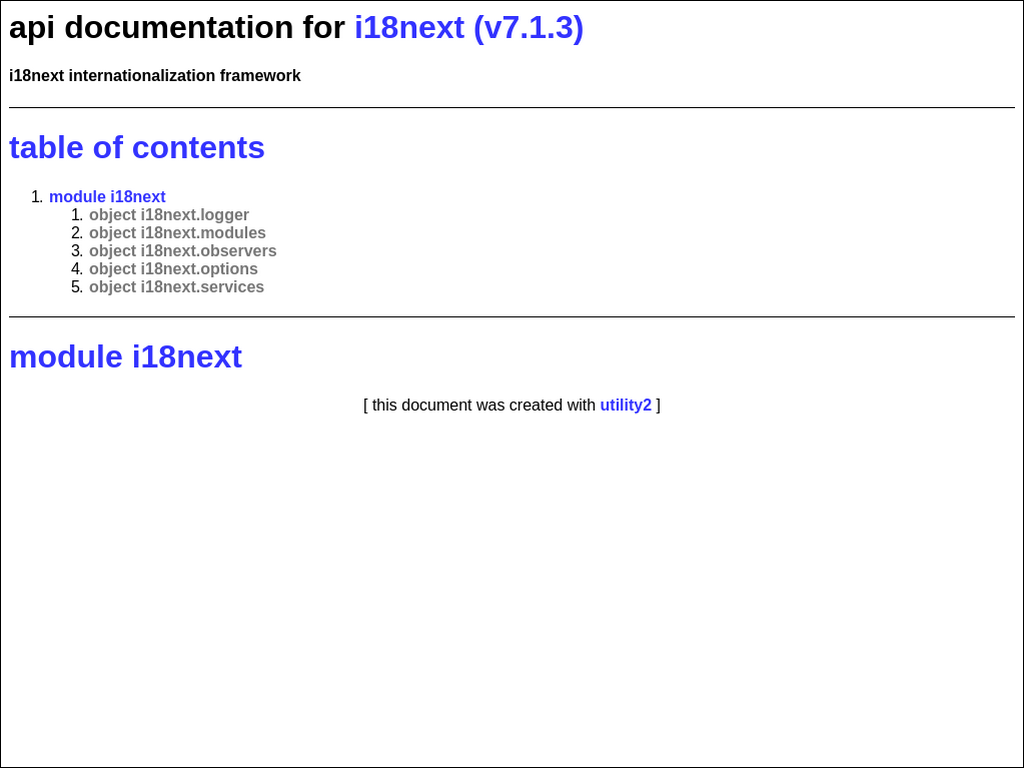 api documentation for i18next (v7.1.3)
i18next internationalization framework
table of contents
1. module i18next
1. object i18next.logger
2. object i18next.modules
3. object i18next.observers
4. object i18next.options
5. object i18next.services
module i18next
[ this document was created with utility2 ]